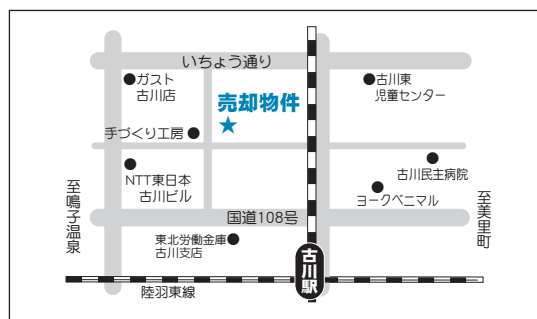 いちょう通り
ガスト
古川店
古川東
児童センター
売却物件
★
手づくり工房
古川民主病院
NTT東日本
古川ビル
ヨークベニマル
至鳴子温泉
至美里町
国道108号
東北労働金庫
古川支店
古川駅
陸羽東線